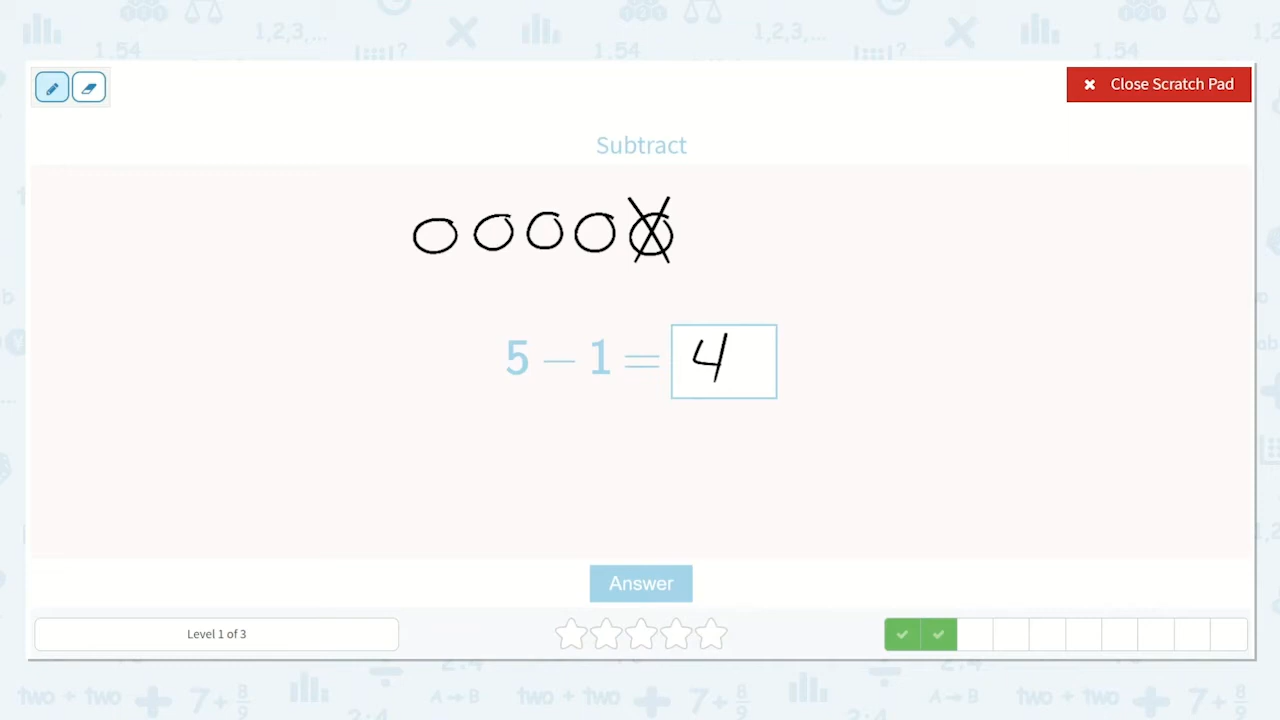 Close Scratch Pad
Subtract
5 − 1 = 4
Answer
Level 1 of 3